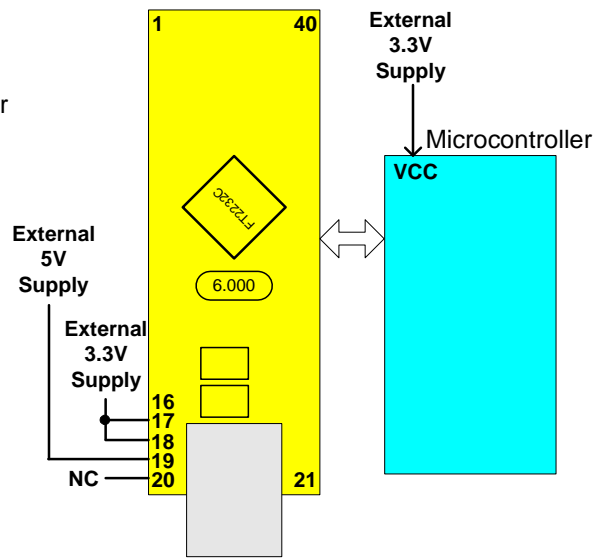 1
40
External
3.3V
Supply
r
Microcontroller
VCC
FT2232C
External
5V
Supply
6.000
External
3.3V
Supply
16
17
18
19
NC
20
21